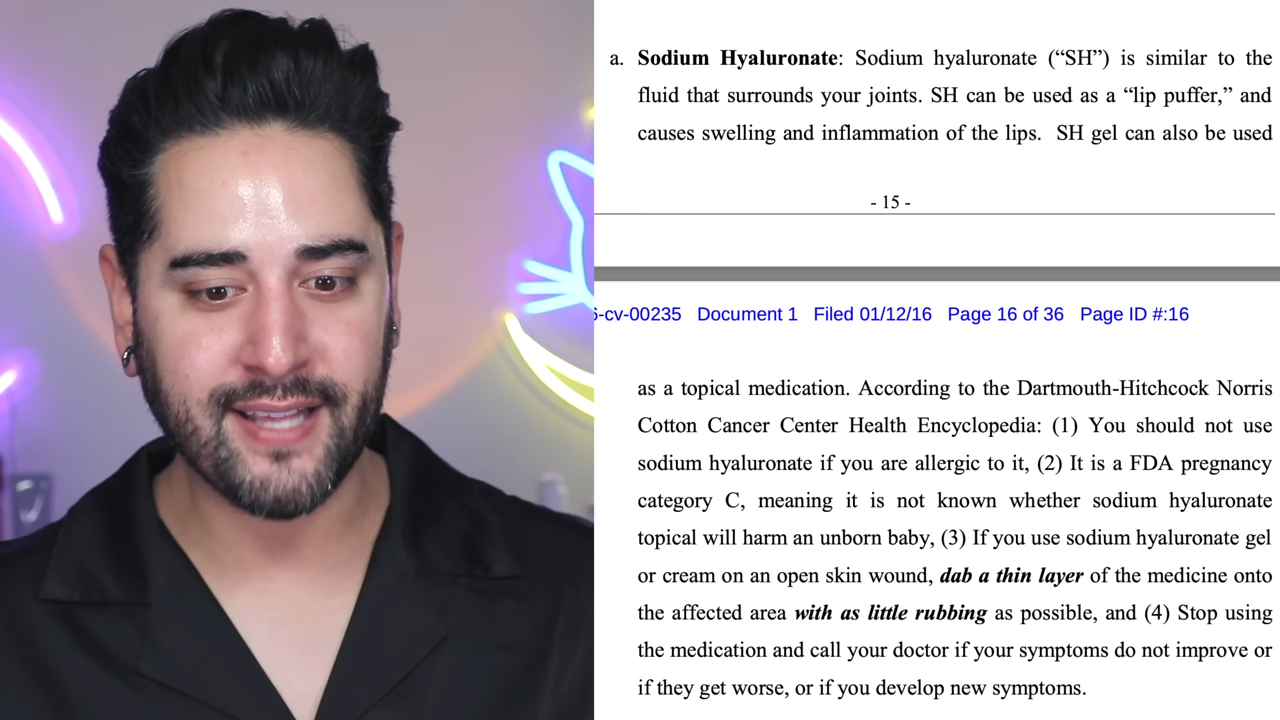 a. Sodium Hyaluronate: Sodium hyaluronate (“SH”) is similar to the
fluid that surrounds your joints. SH can be used as a “lip puffer,” and
causes swelling and inflammation of the lips. SH gel can also be used
- 15 -
6-cv-00235 Document 1 Filed 01/12/16 Page 16 of 36 Page ID #:16
as a topical medication. According to the Dartmouth-Hitchcock Norris
Cotton Cancer Center Health Encyclopedia: (1) You should not use
sodium hyaluronate if you are allergic to it, (2) It is a FDA pregnancy
category C, meaning it is not known whether sodium hyaluronate
topical will harm an unborn baby, (3) If you use sodium hyaluronate gel
or cream on an open skin wound, dab a thin layer of the medicine onto
the affected area with as little rubbing as possible, and (4) Stop using
the medication and call your doctor if your symptoms do not improve or
if they get worse, or if you develop new symptoms.